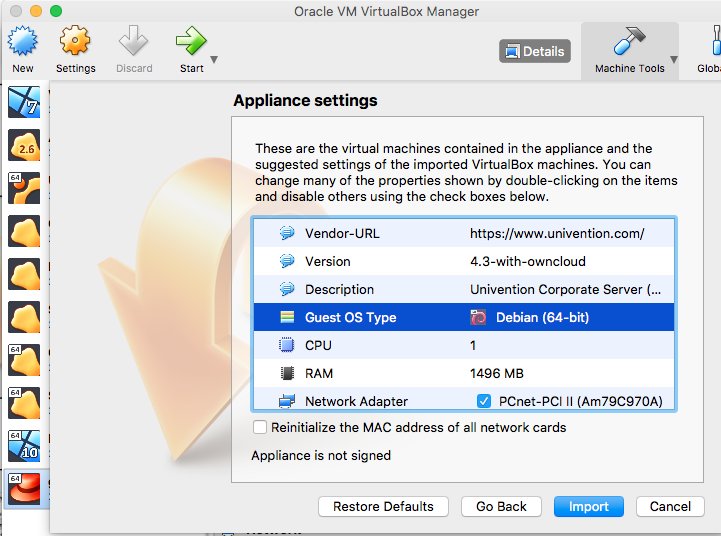 Oracle VM VirtualBox Manager
New
Settings
Discard
Start
Details
Machine Tools
Appliance settings
These are the virtual machines contained in the appliance and the
suggested settings of the imported VirtualBox machines. You can
change many of the properties shown by double-clicking on the items
and disable others using the check boxes below.
Vendor-URL https://www.univention.com/
Version 4.3-with-owncloud
Description Univention Corporate Server (...
Guest OS Type Debian (64-bit)
CPU 1
RAM 1496 MB
Network Adapter PCnet-PCI II (Am79C970A)
Reinitialize the MAC address of all network cards
Appliance is not signed
Restore Defaults Go Back Import Cancel
7
2.6
64
64
64
64
10
64